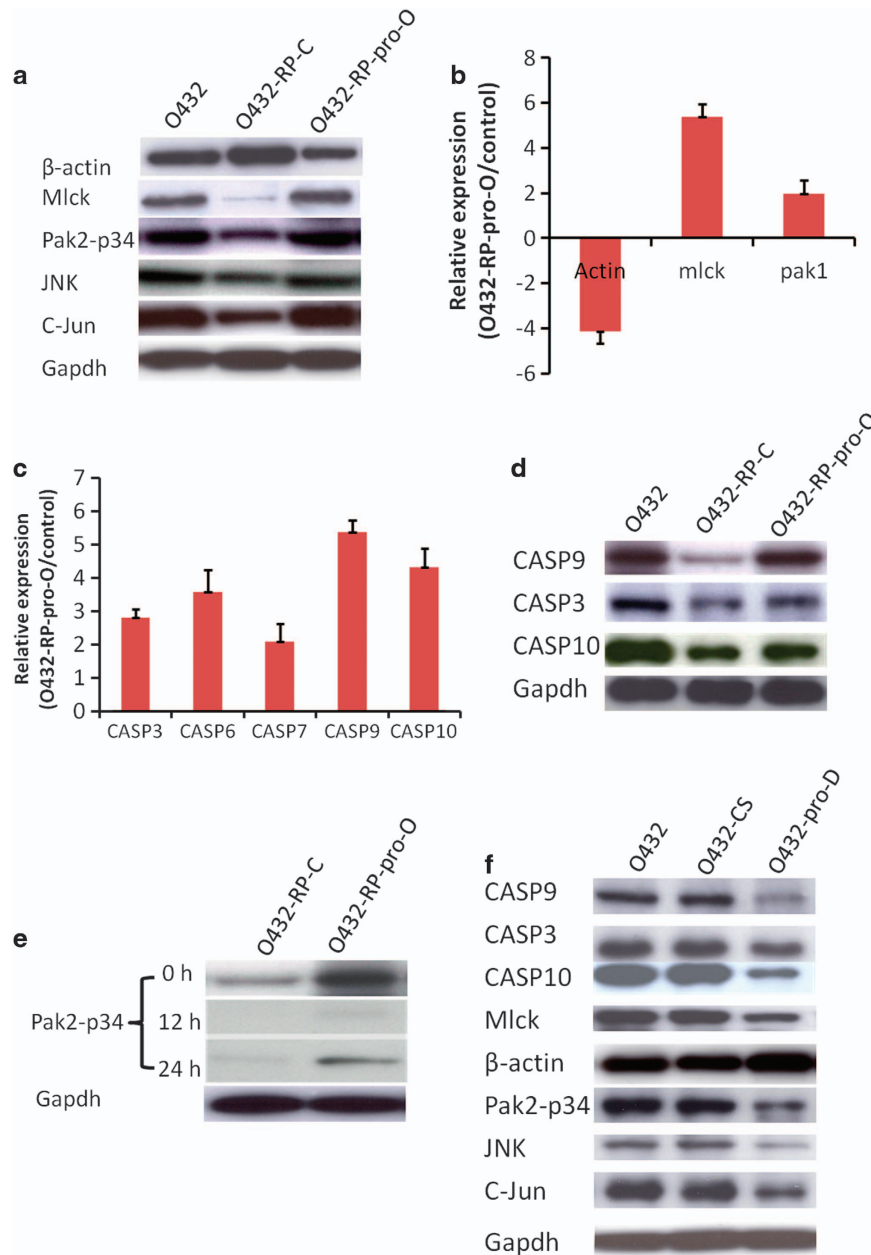 a
O432
O432-RP-C
O432-RP-pro-O
β-actin
Mlck
Pak2-p34
JNK
C-Jun
Gapdh
b
Relative expression
(O432-RP-pro-O/control)
8
6
4
2
0
-2
-4
-6
Actin
mlck
pak1
c
Relative expression
(O432-RP-pro-O/control)
7
6
5
4
3
2
1
0
CASP3
CASP6
CASP7
CASP9
CASP10
d
O432
O432-RP-C
O432-RP-pro-O
CASP9
CASP3
CASP10
Gapdh
e
O432-RP-C
O432-RP-pro-O
Pak2-p34
0 h
12 h
24 h
Gapdh
f
O432
O432-CS
O432-pro-D
CASP9
CASP3
CASP10
Mlck
β-actin
Pak2-p34
JNK
C-Jun
Gapdh